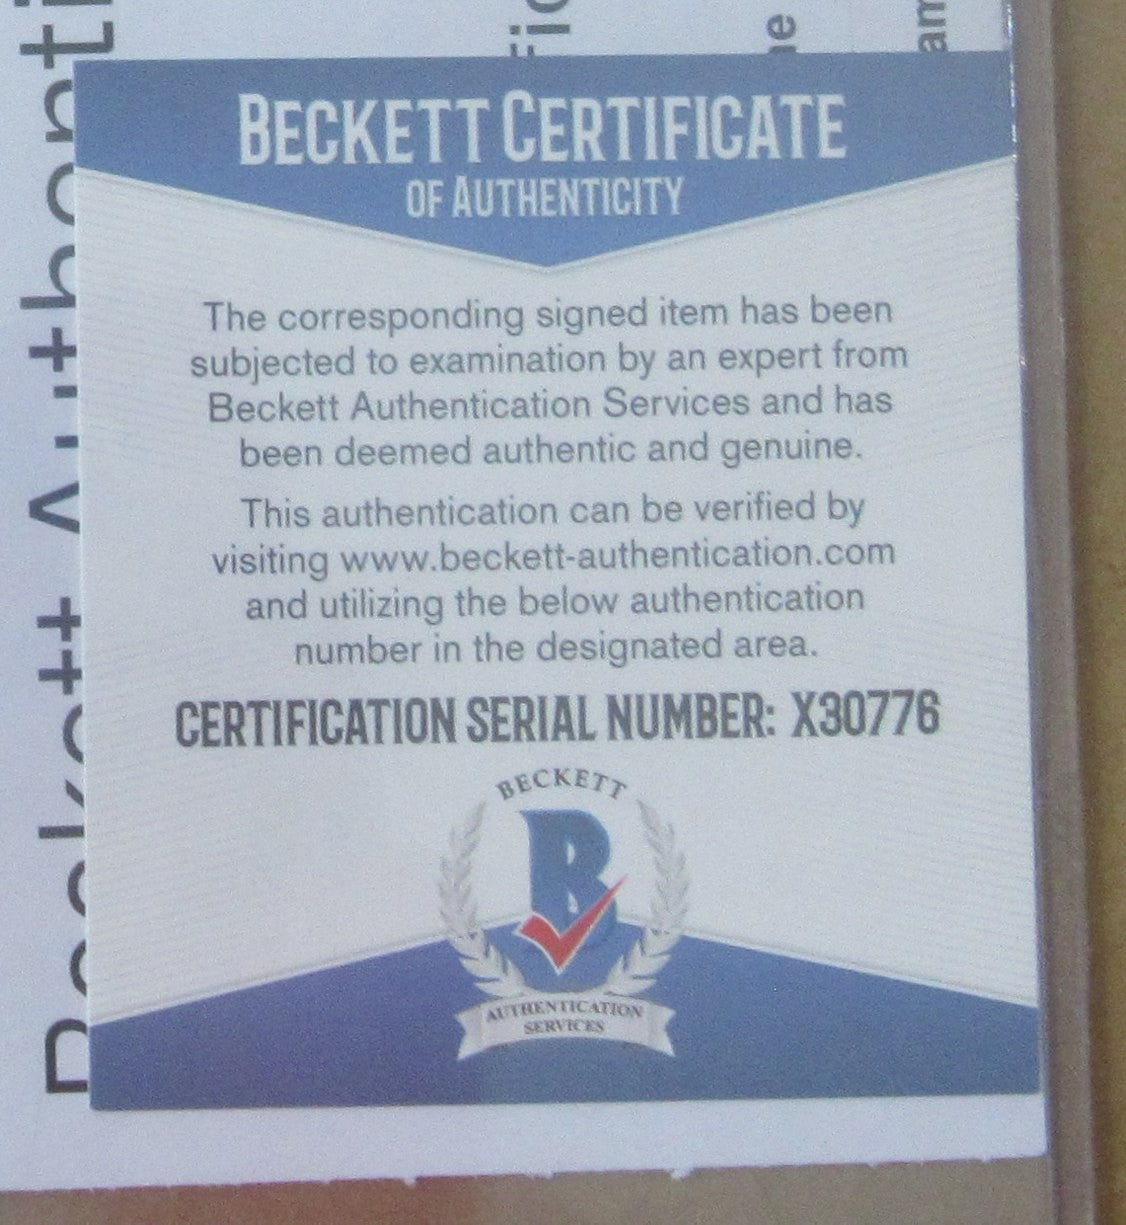 BECKETT CERTIFICATE
OF AUTHENTICITY
The corresponding signed item has been
subjected to examination by an expert from
Beckett Authentication Services and has
been deemed authentic and genuine.
This authentication can be verified by
visiting www.beckett-authentication.com
and utilizing the below authentication
number in the designated area.
CERTIFICATION SERIAL NUMBER: X30776
BECKETT
B
AUTHENTICATION
SERVICES